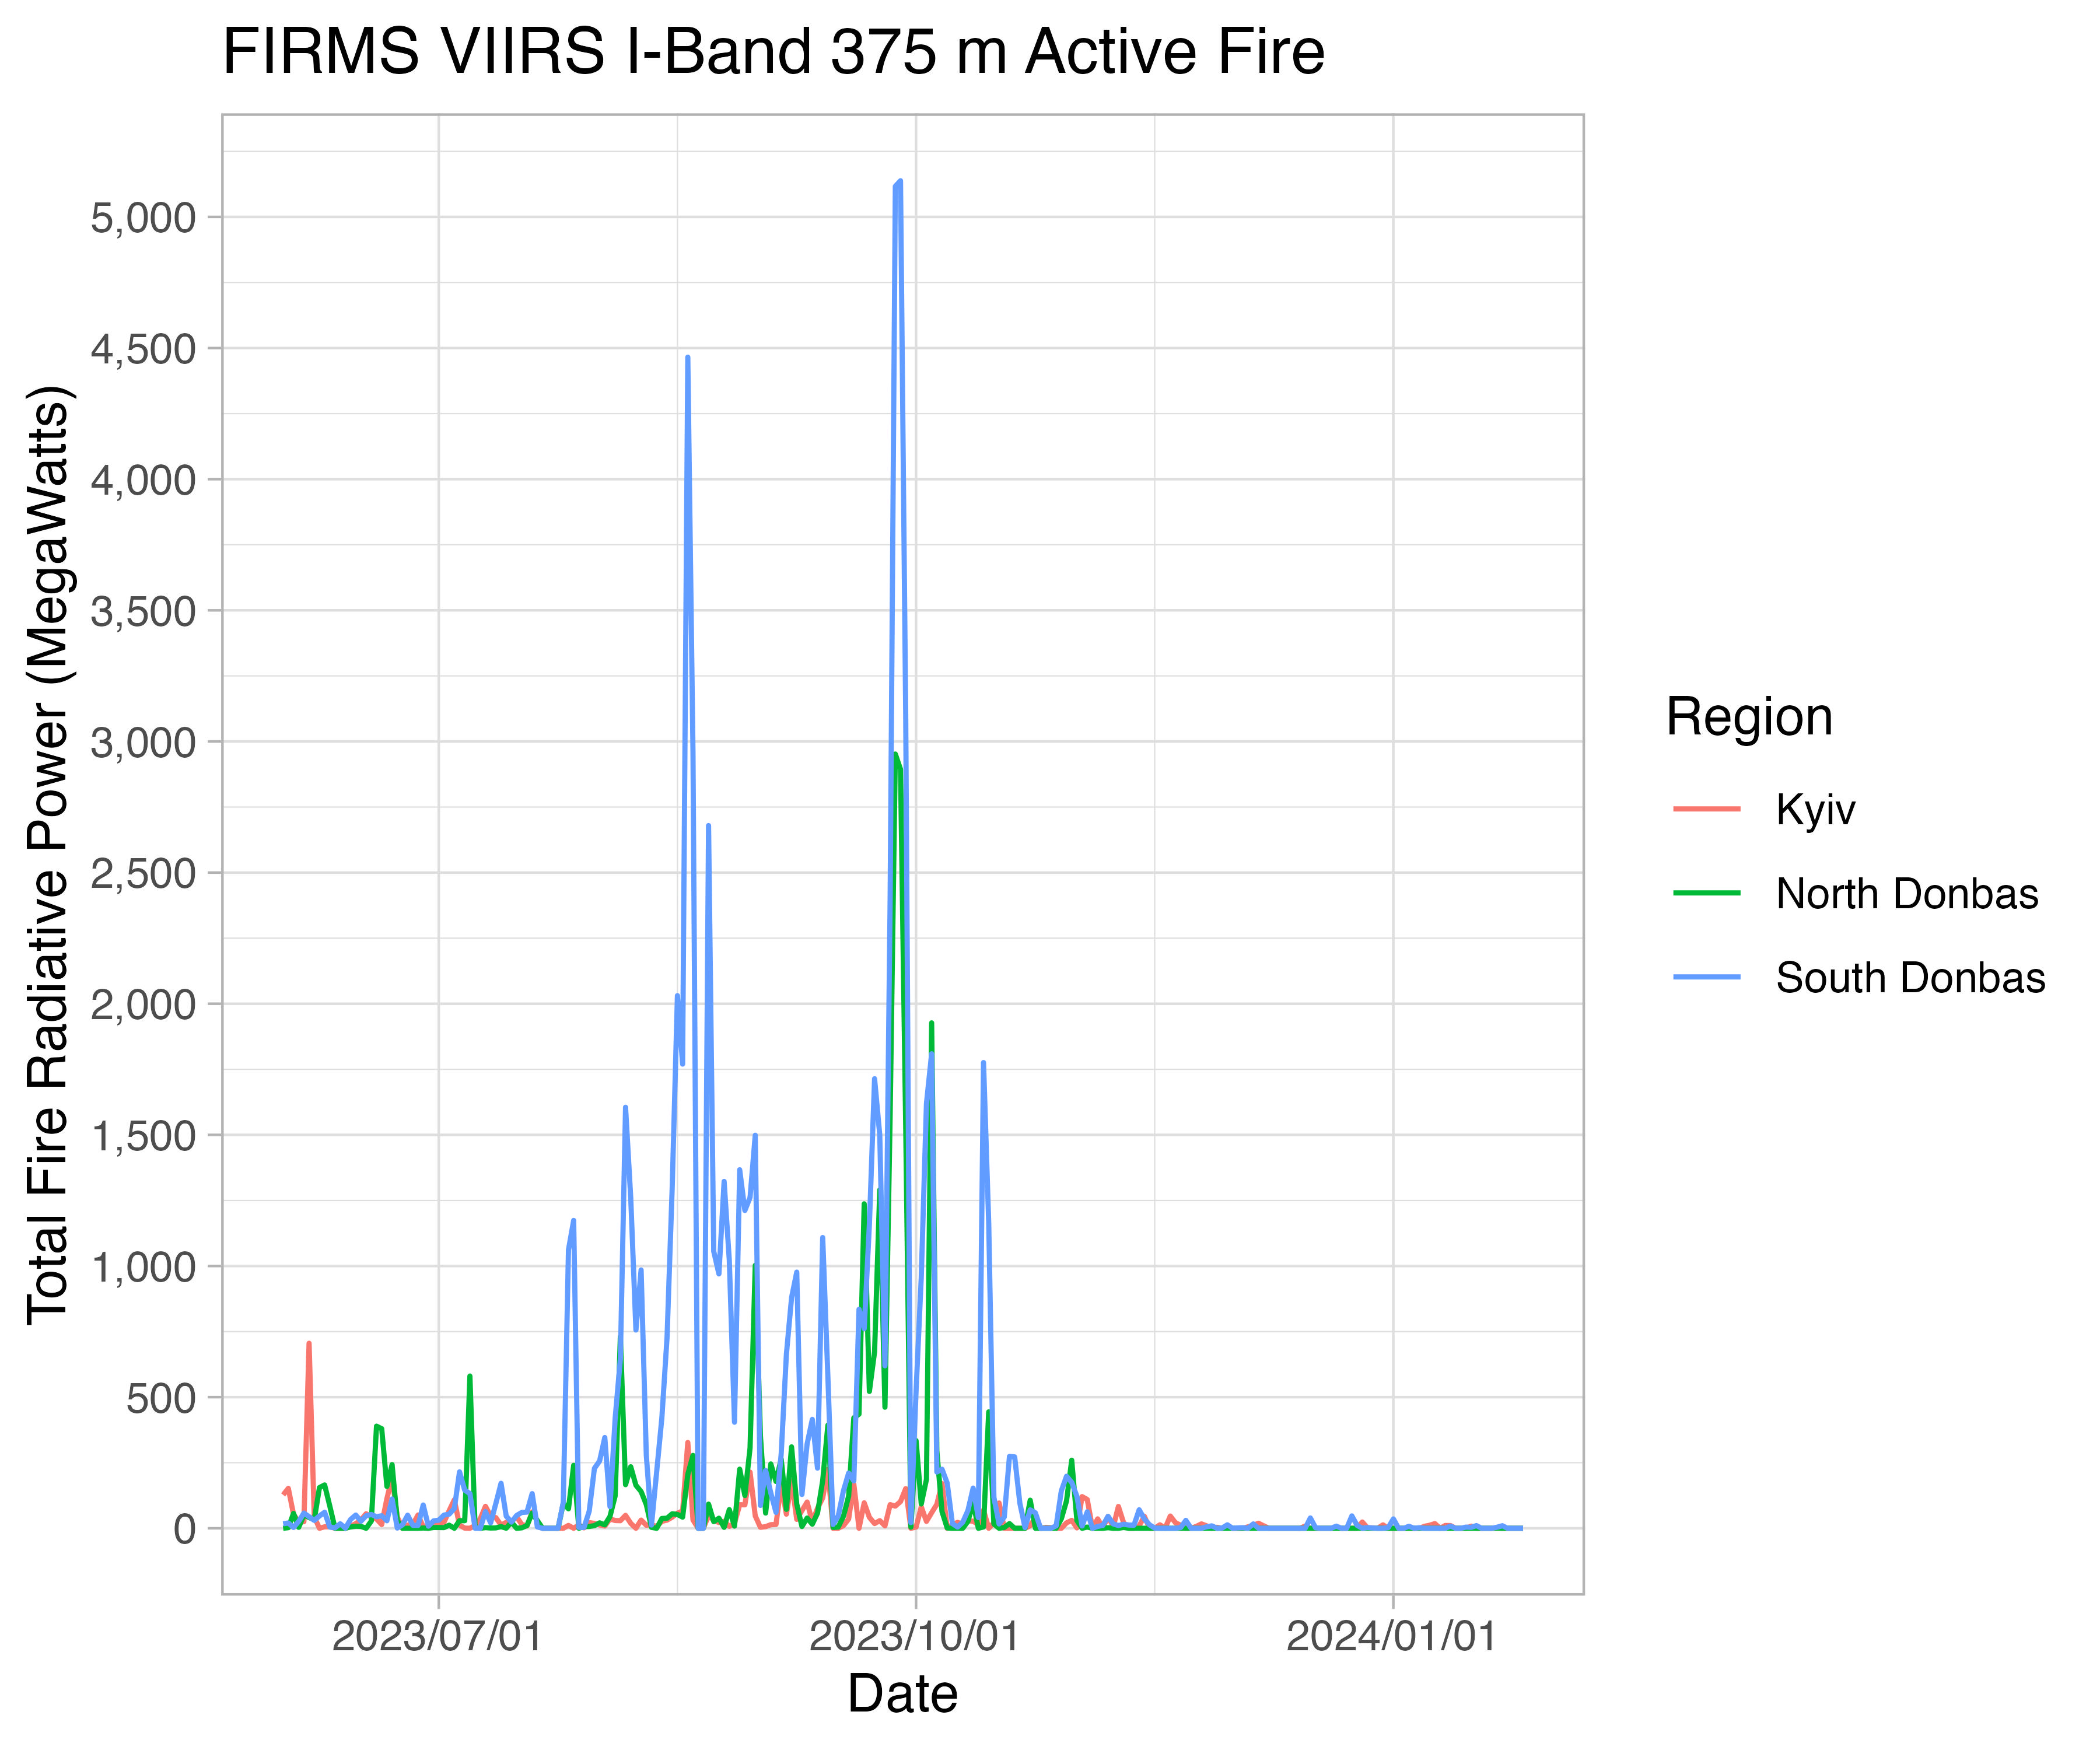 FIRMS VIIRS I-Band 375 m Active Fire
Total Fire Radiative Power (MegaWatts)
5,000
4,500
4,000
3,500
3,000
2,500
2,000
1,500
1,000
500
0
2023/07/01
2023/10/01
2024/01/01
Date
Region
Kyiv
North Donbas
South Donbas